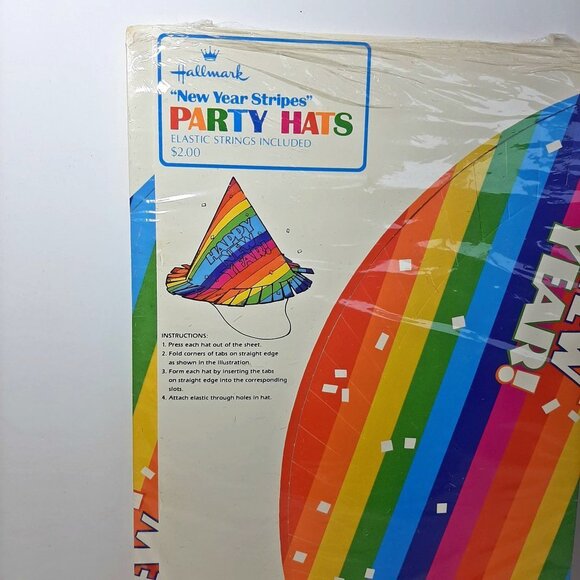 Hallmark
"New Year Stripes"
PARTY HATS
ELASTIC STRINGS INCLUDED
$2.00
HAPPY
NEW
YEAR!
INSTRUCTIONS:
1. Press each hat out of the sheet.
2. Fold corners of tabs on straight edge
as shown in the illustration.
3. Form each hat by inserting the tabs
on straight edge into the corresponding
slots.
4. Attach elastic through holes in hat.
EW
YEAR!